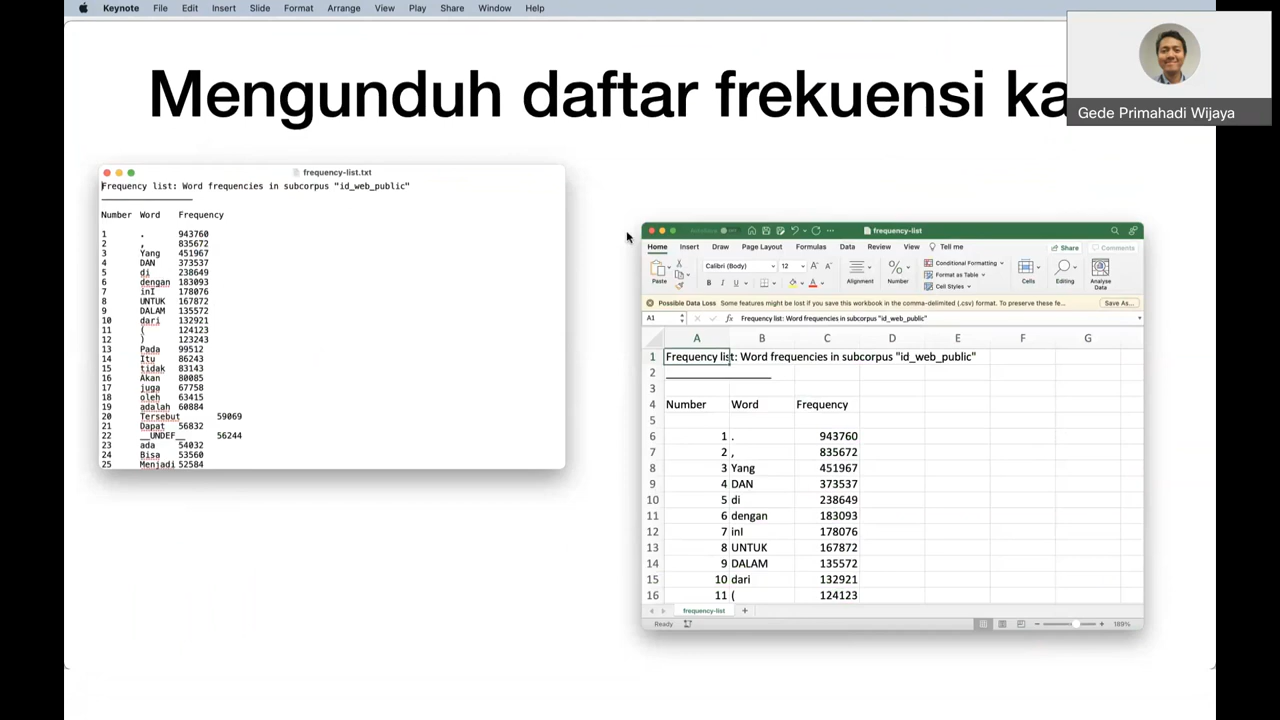 Keynote File Edit Insert Slide Format Arrange View Play Share Window Help
Gede Primahadi Wijaya
Mengunduh daftar frekuensi
frequency-list.txt
Frequency list: Word frequencies in subcorpus "id_web_public"
Number Word Frequency
1 . 943760
2 , 835672
3 Yang 451967
4 DAN 373537
5 di 238649
6 dengan 183093
7 inI 178076
8 UNTUK 167872
9 DALAM 135572
10 dari 132921
11 ( 124123
12 ) 123243
13 Pada 99512
14 Itu 86243
15 tidak 83143
16 Akan 80085
17 juga 67758
18 oleh 63415
19 adalah 60884
20 Tersebut 59069
21 Dapat 56832
22 __UNDEF__ 56244
23 ada 54032
24 Bisa 53560
25 Menjadi 52584
frequency-list
Home Insert Draw Page Layout Formulas Data Review View Tell me Share Comments
Calibri (Body) 12
Paste
Alignment
Number
Conditional Formatting
Format as Table
Cell Styles
Cells
Editing
Analyse Data
Possible Data Loss Some features might be lost if you save this workbook in the comma-delimited (.csv) format. To preserve these fe... Save As...
A1 fx Frequency list: Word frequencies in subcorpus "id_web_public"
A B C D E F G
1 Frequency list: Word frequencies in subcorpus "id_web_public"
2
3
4 Number Word Frequency
5
6 1 . 943760
7 2 , 835672
8 3 Yang 451967
9 4 DAN 373537
10 5 di 238649
11 6 dengan 183093
12 7 inI 178076
13 8 UNTUK 167872
14 9 DALAM 135572
15 10 dari 132921
16 11 ( 124123
frequency-list
Ready 189%